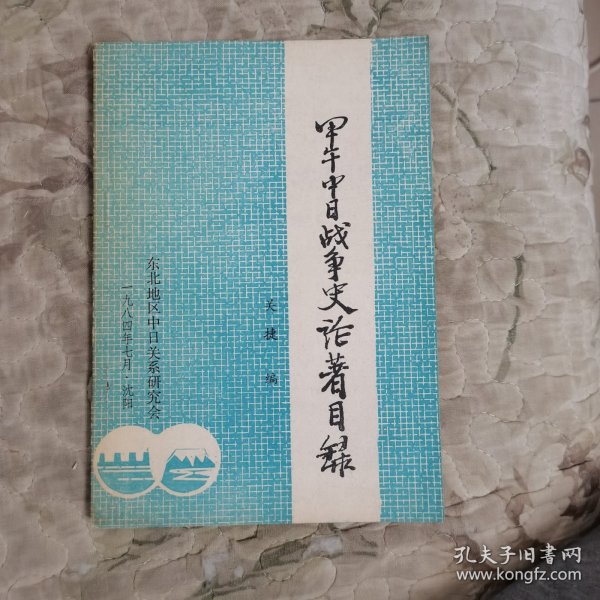 甲午中日战争史论著目録
关捷 编
东北地区中日关系研究会
一九八四年七月·沈阳
孔夫子旧书网
www.kongfz.com